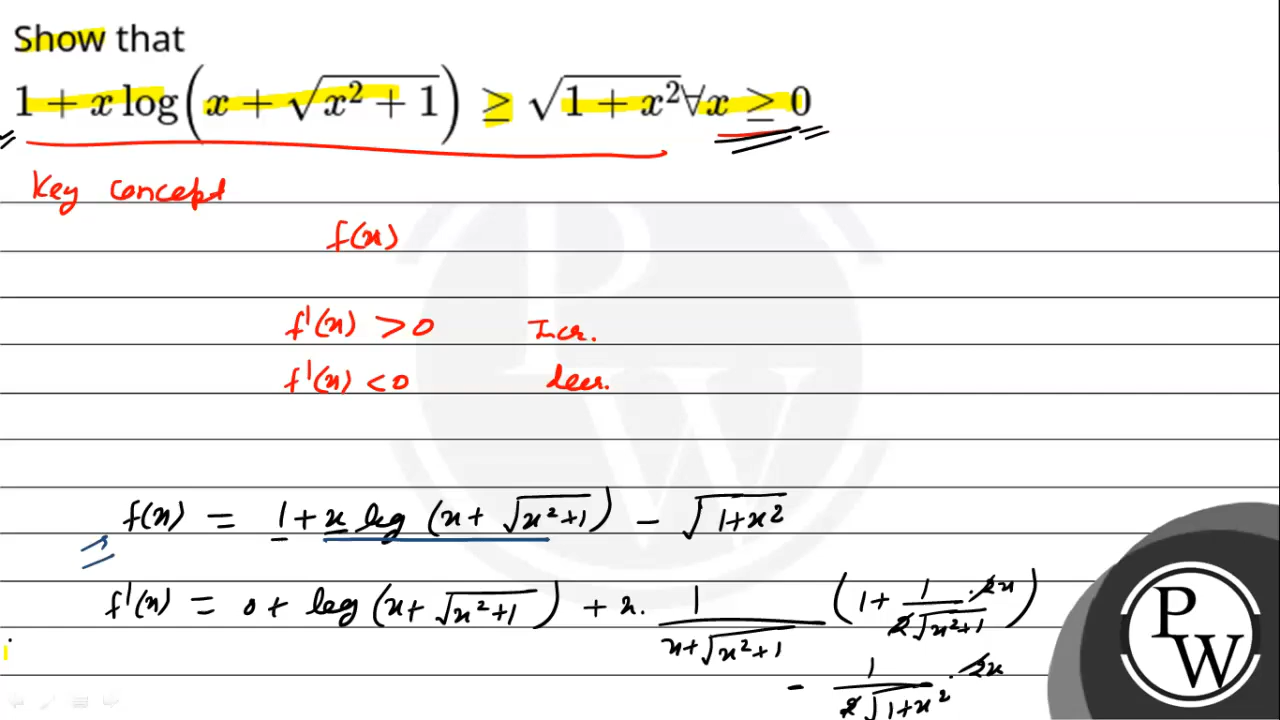 Show that
1 + x log(x + √(x² + 1)) ≥ √(1 + x²) ∀x ≥ 0
Key concept
f(x)
f'(x) > 0 Incr.
f'(x) < 0 decr.
f(x) = 1 + x log (x + √(x²+1)) - √(1+x²)
f'(x) = 0 + log (x + √(x²+1)) + x. 1/(x+√(x²+1)) (1 + 1/(2√(x²+1)) · 2x)
- 1/(2√(1+x²)) · 2x
P
W